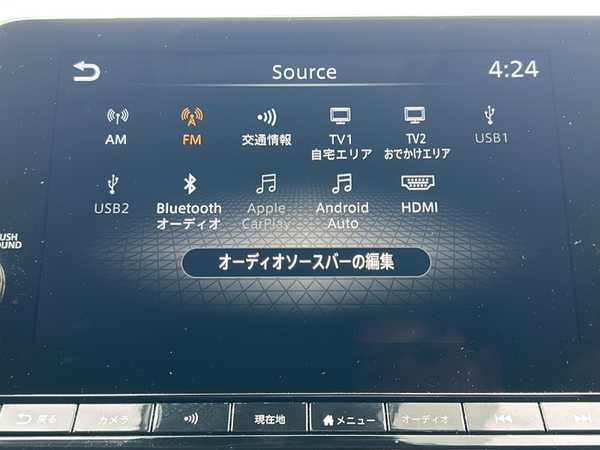 Source
4:24
AM
FM
交通情報
TV1
自宅エリア
TV2
おでかけエリア
USB1
USB2
Bluetooth
オーディオ
Apple
CarPlay
Android
Auto
HDMI
オーディオソースバーの編集
戻る
カメラ
現在地
メニュー
オーディオ